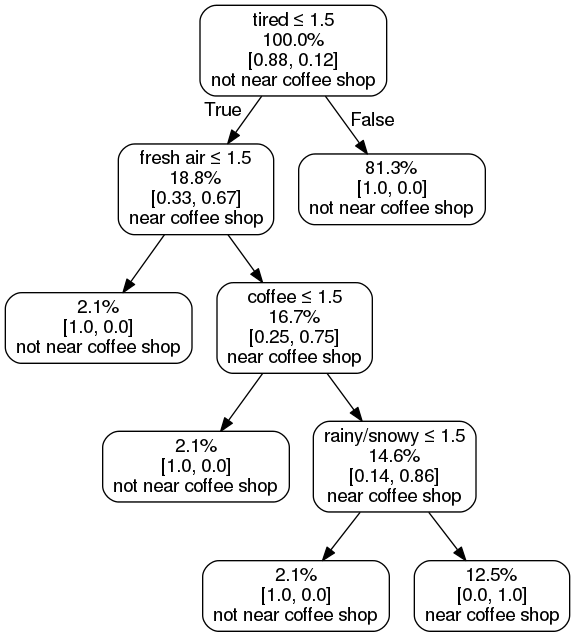 tired ≤ 1.5
100.0%
[0.88, 0.12]
not near coffee shop
True
False
fresh air ≤ 1.5
18.8%
[0.33, 0.67]
near coffee shop
81.3%
[1.0, 0.0]
not near coffee shop
2.1%
[1.0, 0.0]
not near coffee shop
coffee ≤ 1.5
16.7%
[0.25, 0.75]
near coffee shop
2.1%
[1.0, 0.0]
not near coffee shop
rainy/snowy ≤ 1.5
14.6%
[0.14, 0.86]
near coffee shop
2.1%
[1.0, 0.0]
not near coffee shop
12.5%
[0.0, 1.0]
near coffee shop